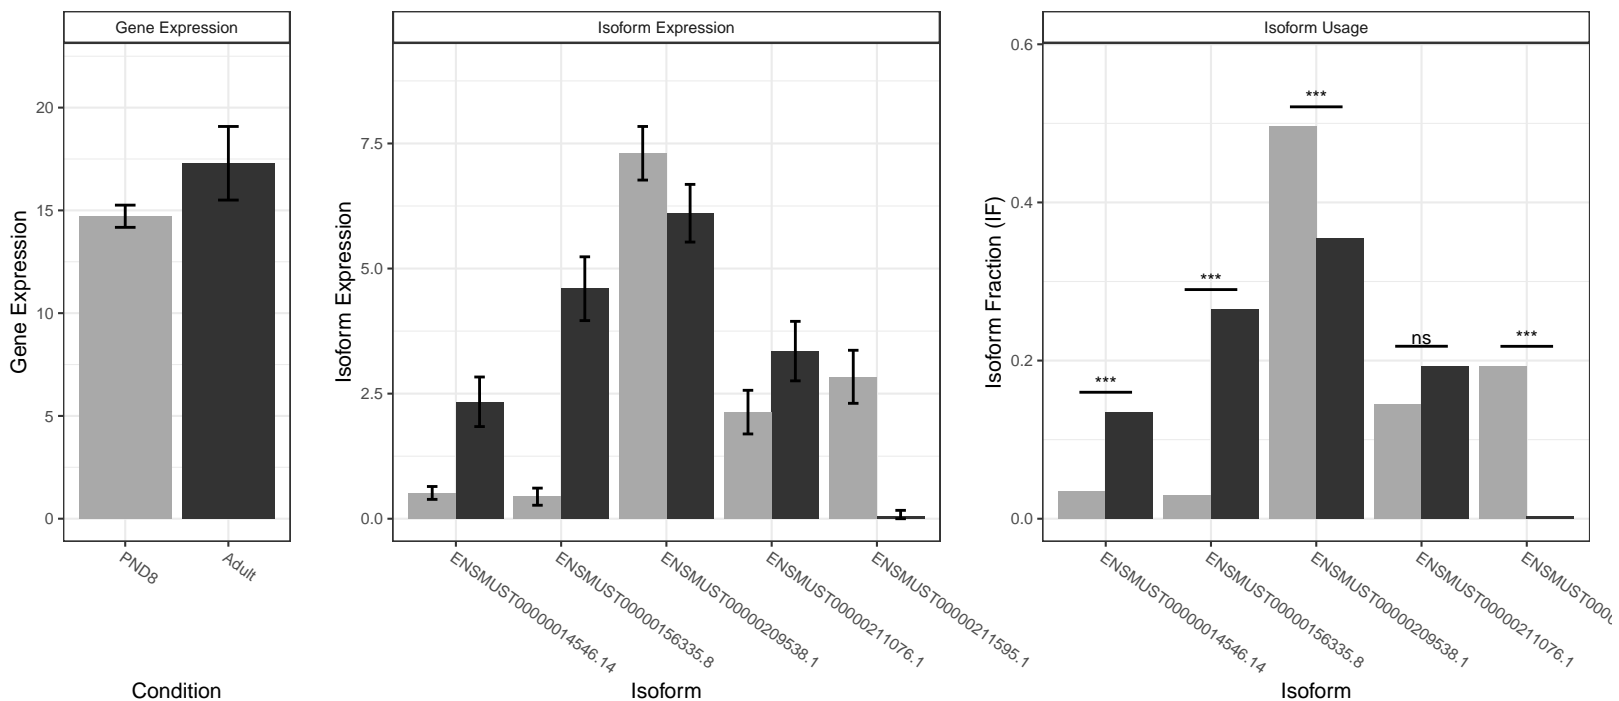 Gene Expression
Isoform Expression
Isoform Usage
Gene Expression
20
15
10
5
0
PND8
Adult
Condition
Isoform Expression
7.5
5.0
2.5
0.0
ENSMUST00000014546.14
ENSMUST00000156335.8
ENSMUST00000209538.1
ENSMUST00000211076.1
ENSMUST00000211595.1
Isoform
Isoform Fraction (IF)
0.6
0.4
0.2
0.0
***
***
***
ns
***
ENSMUST00000014546.14
ENSMUST00000156335.8
ENSMUST00000209538.1
ENSMUST00000211076.1
Isoform